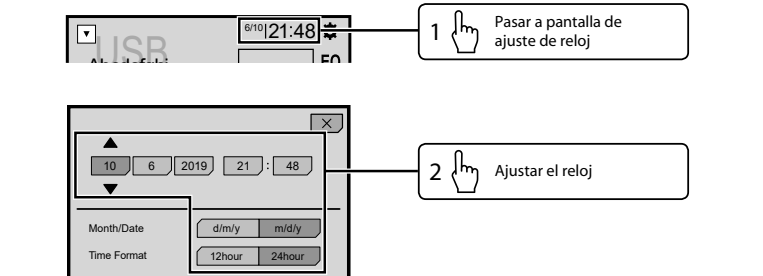 USB
6/10 21:48
1 Pasar a pantalla de
ajuste de reloj
10 6 2019 21 : 48
2 Ajustar el reloj
Month/Date d/m/y m/d/y
Time Format 12hour 24hour